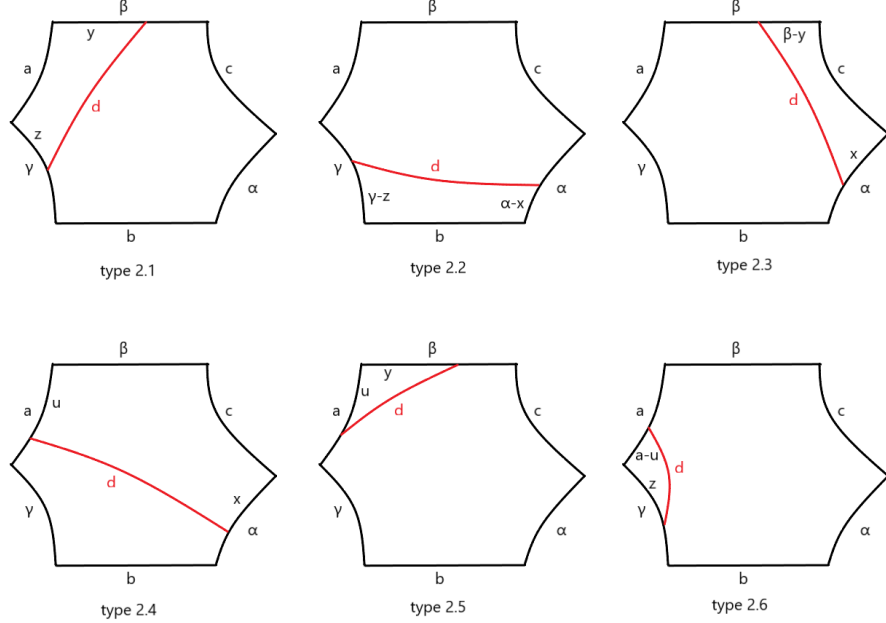 β
y
a
c
d
z
γ
α
b
type 2.1
β
a
c
d
γ
α
γ-z
α-x
b
type 2.2
β
β-y
a
c
d
x
γ
α
b
type 2.3
β
u
a
c
d
x
γ
α
b
type 2.4
β
y
u
a
c
d
γ
α
b
type 2.5
β
a
c
a-u
d
z
γ
α
b
type 2.6